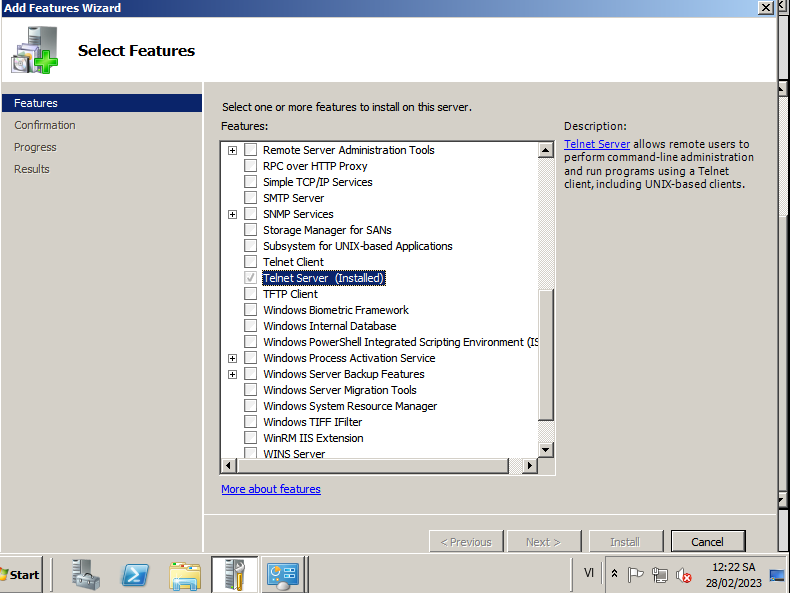 Add Features Wizard
Select Features
Features
Confirmation
Progress
Results
Select one or more features to install on this server.
Features:
Remote Server Administration Tools
RPC over HTTP Proxy
Simple TCP/IP Services
SMTP Server
SNMP Services
Storage Manager for SANs
Subsystem for UNIX-based Applications
Telnet Client
Telnet Server (Installed)
TFTP Client
Windows Biometric Framework
Windows Internal Database
Windows PowerShell Integrated Scripting Environment (IS
Windows Process Activation Service
Windows Server Backup Features
Windows Server Migration Tools
Windows System Resource Manager
Windows TIFF IFilter
WinRM IIS Extension
WINS Server
More about features
Description:
Telnet Server allows remote users to
perform command-line administration
and run programs using a Telnet
client, including UNIX-based clients.
< Previous
Next >
Install
Cancel
Start
VI
12:22 SA
28/02/2023